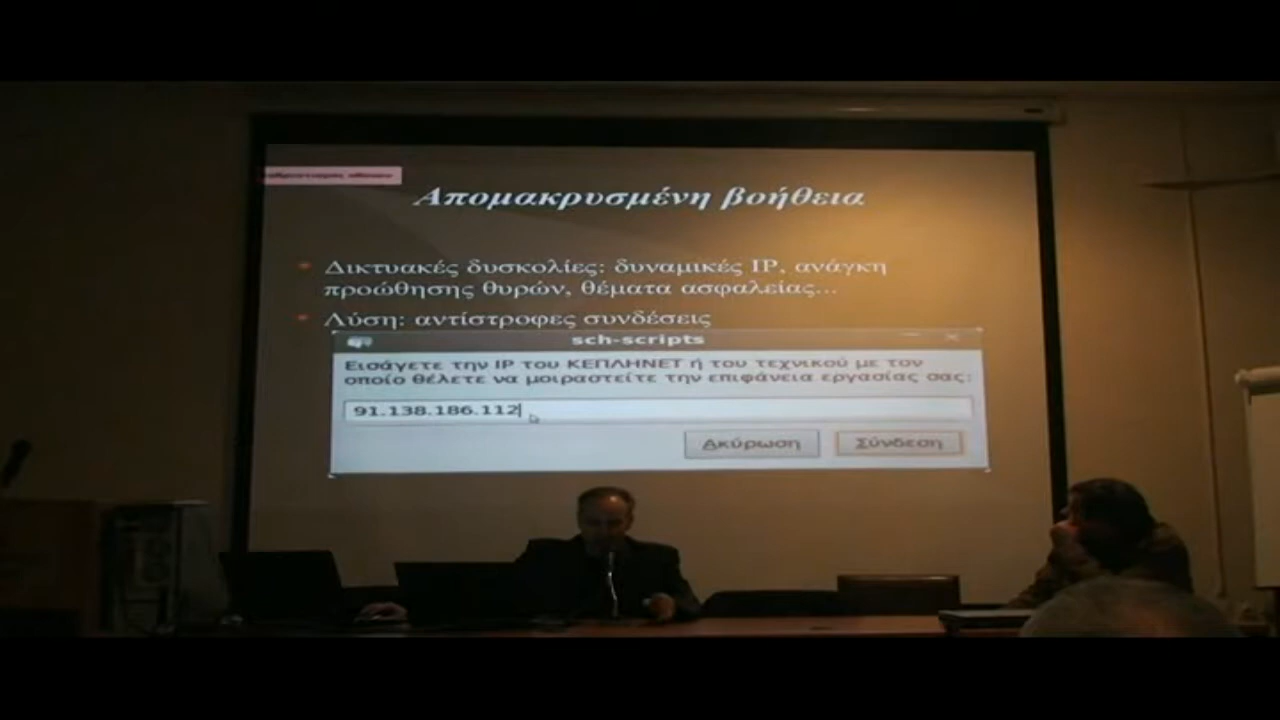 Απομακρυσμένη βοήθεια
Δικτυακές δυσκολίες: δυναμικές IP, ανάγκη
προώθησης θυρών, θέματα ασφαλείας...
Λύση: αντίστροφες συνδέσεις
sch-scripts
Εισάγετε την IP του ΚΕΠΛΗΝΕΤ ή του τεχνικού με τον
οποίο θέλετε να μοιραστείτε την επιφάνεια εργασίας σας:
91.138.186.112
Ακύρωση
Σύνδεση